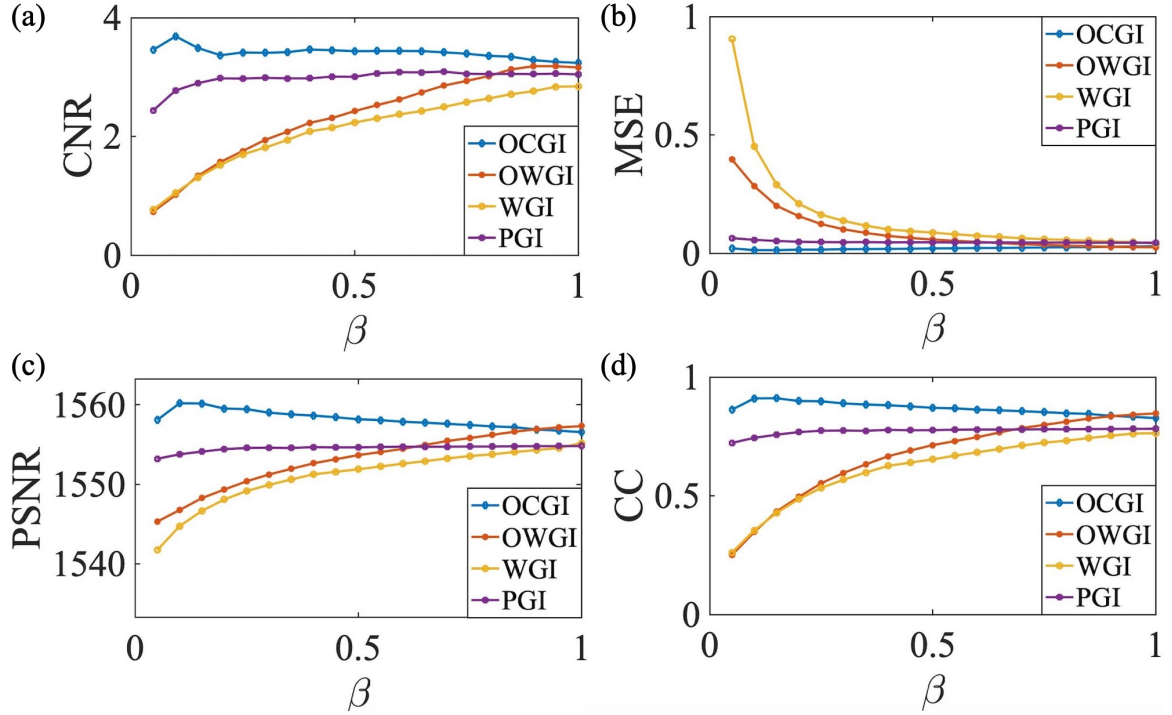 (a)
4
2
0
0
0.5
1
CNR
β
OCGI
OWGI
WGI
PGI
(b)
1
0.5
0
0
0.5
1
MSE
β
OCGI
OWGI
WGI
PGI
(c)
1560
1550
1540
0
0.5
1
PSNR
β
OCGI
OWGI
WGI
PGI
(d)
1
0.5
0
0
0.5
1
CC
β
OCGI
OWGI
WGI
PGI